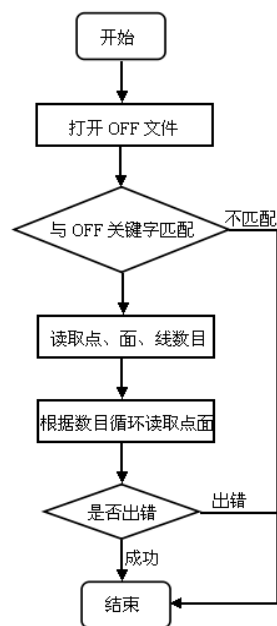 开始
打开 OFF 文件
与 OFF 关键字匹配
不匹配
读取点、面、线数目
根据数目循环读取点面
是否出错
出错
成功
结束